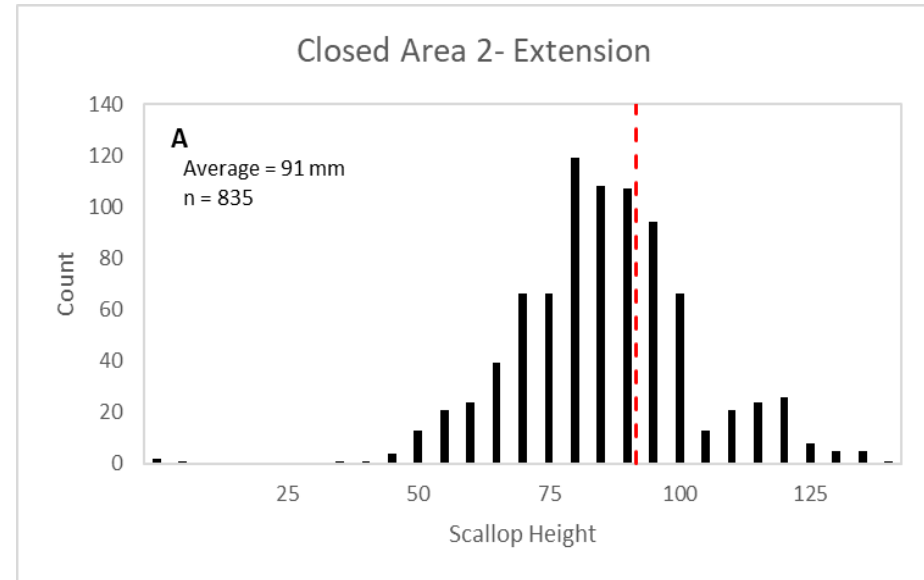 Closed Area 2- Extension
A
Average = 91 mm
n = 835
Count
140
120
100
80
60
40
20
0
25 50 75 100 125
Scallop Height